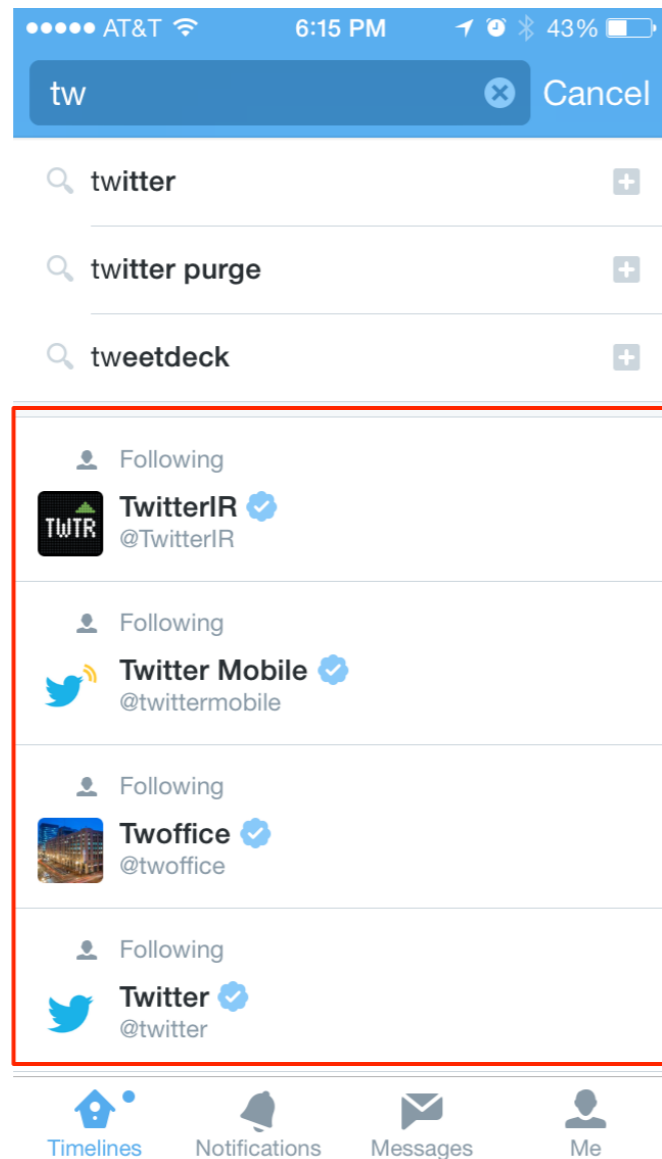 AT&T 6:15 PM 43%
tw Cancel
twitter
twitter purge
tweetdeck
Following
TWTR
TwitterIR
@TwitterIR
Following
Twitter Mobile
@twittermobile
Following
Twoffice
@twoffice
Following
Twitter
@twitter
Timelines Notifications Messages Me